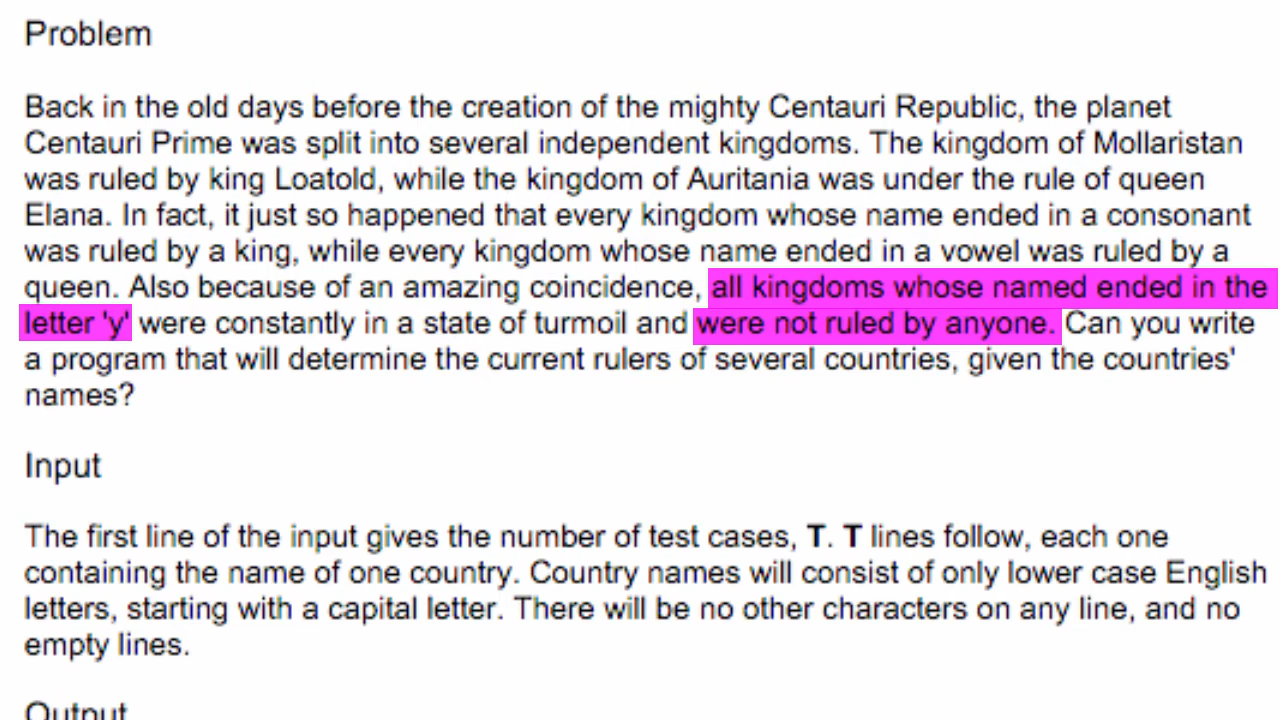 Problem
Back in the old days before the creation of the mighty Centauri Republic, the planet
Centauri Prime was split into several independent kingdoms. The kingdom of Mollaristan
was ruled by king Loatold, while the kingdom of Auritania was under the rule of queen
Elana. In fact, it just so happened that every kingdom whose name ended in a consonant
was ruled by a king, while every kingdom whose name ended in a vowel was ruled by a
queen. Also because of an amazing coincidence, all kingdoms whose named ended in the
letter 'y' were constantly in a state of turmoil and were not ruled by anyone. Can you write
a program that will determine the current rulers of several countries, given the countries'
names?
Input
The first line of the input gives the number of test cases, T. T lines follow, each one
containing the name of one country. Country names will consist of only lower case English
letters, starting with a capital letter. There will be no other characters on any line, and no
empty lines.
Output